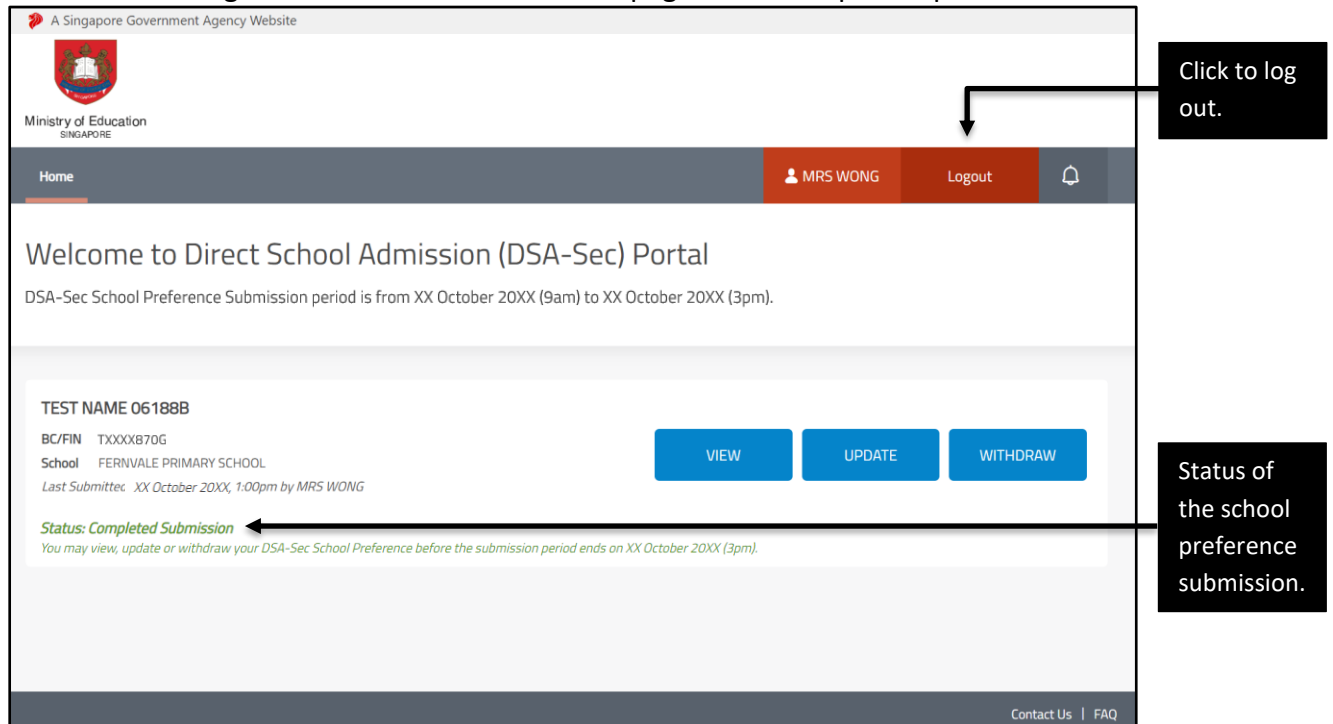 A Singapore Government Agency Website
Ministry of Education
SINGAPORE
Click to log
out.
Home
MRS WONG
Logout
Welcome to Direct School Admission (DSA-Sec) Portal
DSA-Sec School Preference Submission period is from XX October 20XX (9am) to XX October 20XX (3pm).
TEST NAME 06188B
BC/FIN TXXXX870G
School FERNVALE PRIMARY SCHOOL
Last Submitted XX October 20XX, 1:00pm by MRS WONG
VIEW
UPDATE
WITHDRAW
Status: Completed Submission
You may view, update or withdraw your DSA-Sec School Preference before the submission period ends on XX October 20XX (3pm).
Status of
the school
preference
submission.
Contact Us | FAQ